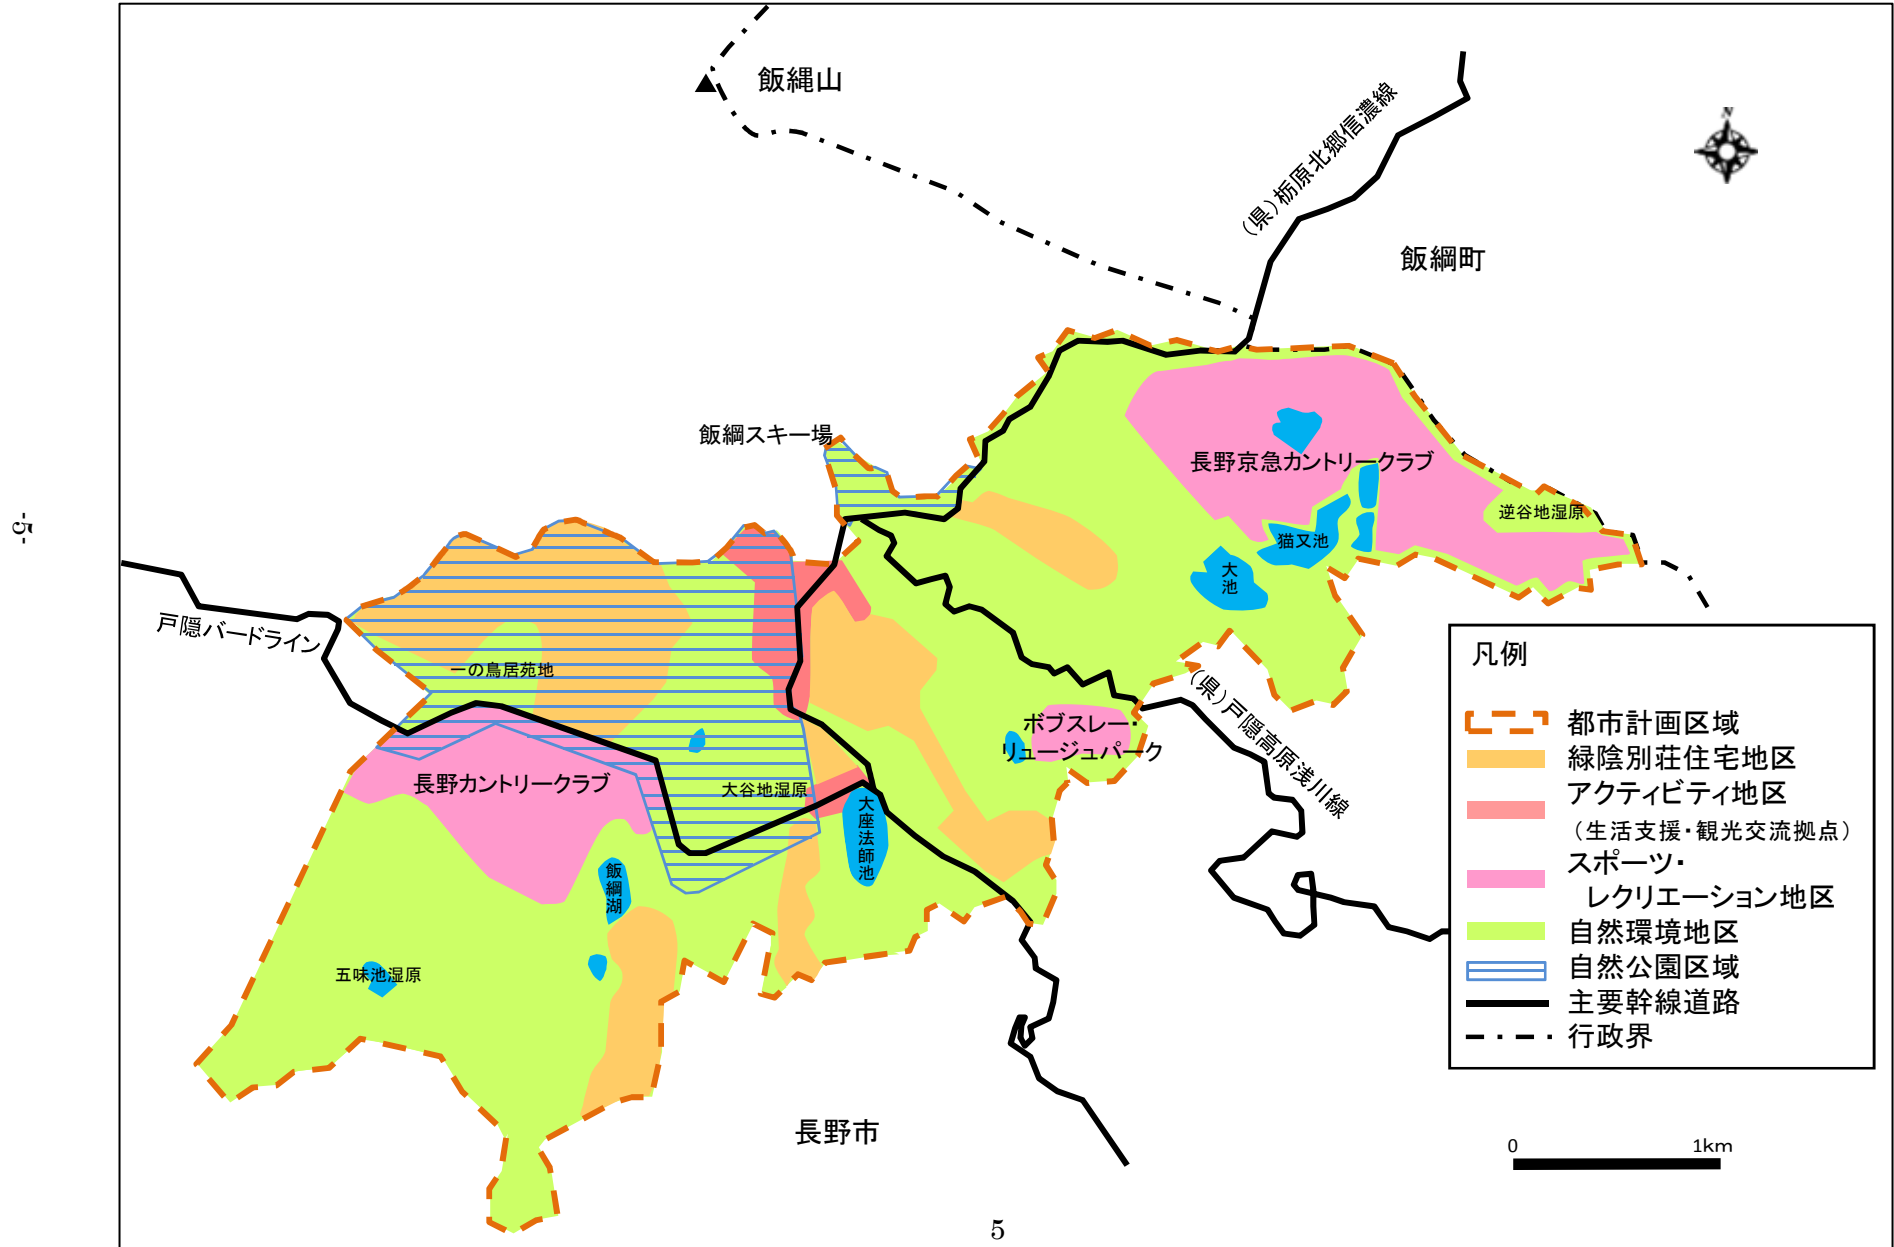 飯縄山
N
(県)栃原北郷信濃線
飯綱町
飯綱スキー場
長野京急カントリークラブ
逆谷地湿原
猫又池
大池
-5-
戸隠バードライン
一の鳥居苑地
(県)戸隠高原浅川線
ボブスレー・
リュージュパーク
長野カントリークラブ
大谷地湿原
大座法師池
飯綱湖
五味池湿原
長野市
凡例
都市計画区域
緑陰別荘住宅地区
アクティビティ地区
(生活支援・観光交流拠点)
スポーツ・
レクリエーション地区
自然環境地区
自然公園区域
主要幹線道路
行政界
0 1km
5